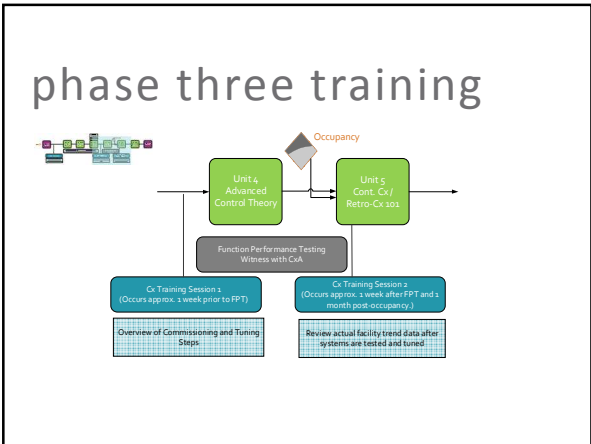 phase three training
Occupancy
Unit 4
Advanced
Control Theory
Unit 5
Cont. Cx /
Retro-Cx 101
Function Performance Testing
Witness with CxA
Cx Training Session 1
(Occurs approx. 1 week prior to FPT)
Cx Training Session 2
(Occurs approx. 1 week after FPT and 1
month post-occupancy.)
Overview of Commissioning and Tuning
Steps
Review actual facility trend data after
systems are tested and tuned